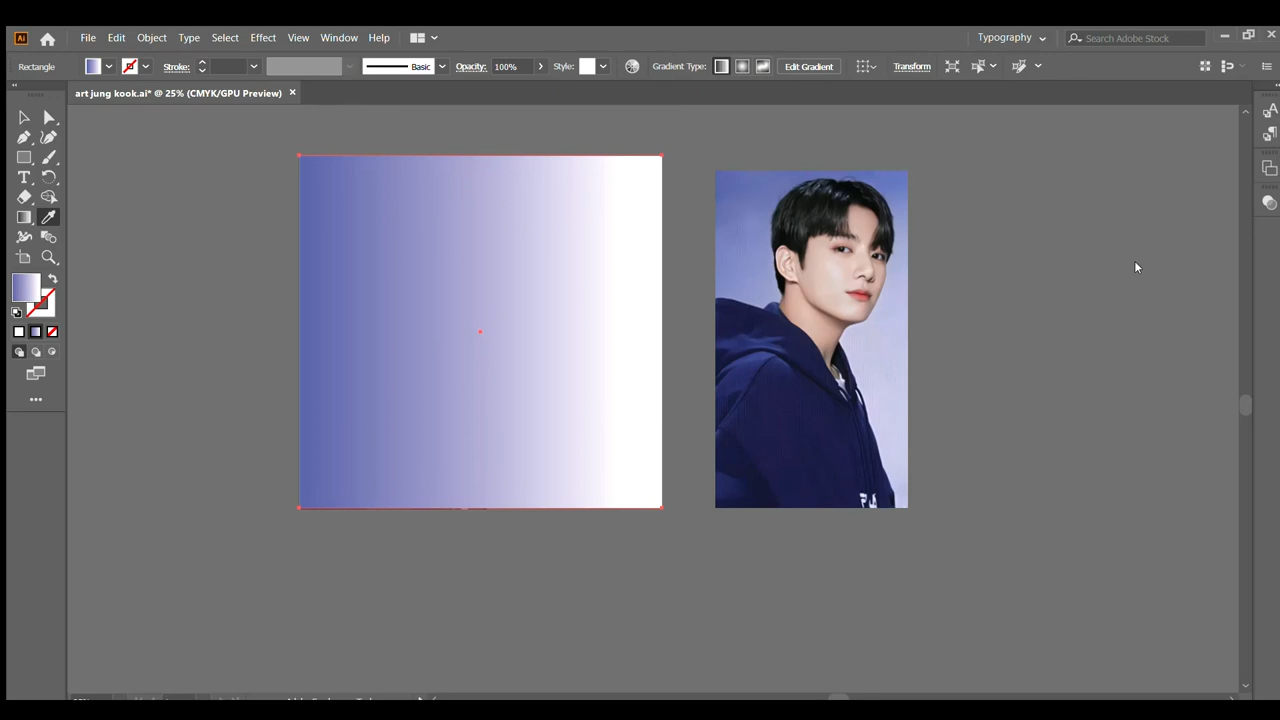 Ai File Edit Object Type Select Effect View Window Help Typography Search Adobe Stock
Rectangle Stroke: Basic Opacity: 100% Style: Gradient Type: Edit Gradient Transform
art jung kook.ai* @ 25% (CMYK/GPU Preview)